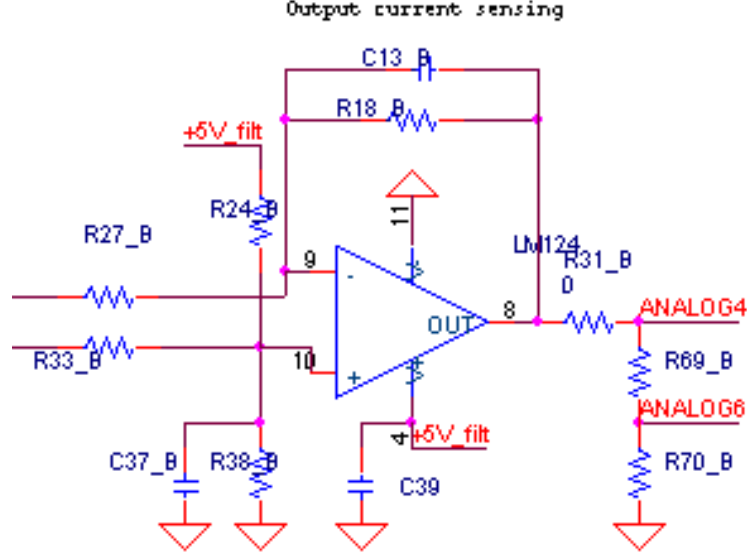 Output current sensing
C13_B
R18_B
+5V_filt
R24_B
11
R27_B
LM124
R31_B
0
9
-
8
ANALOG4
OUT
R33_B
10
+
+
R69_B
ANALOG6
4
+5V_filt
C37_B
R38_B
C39
R70_B